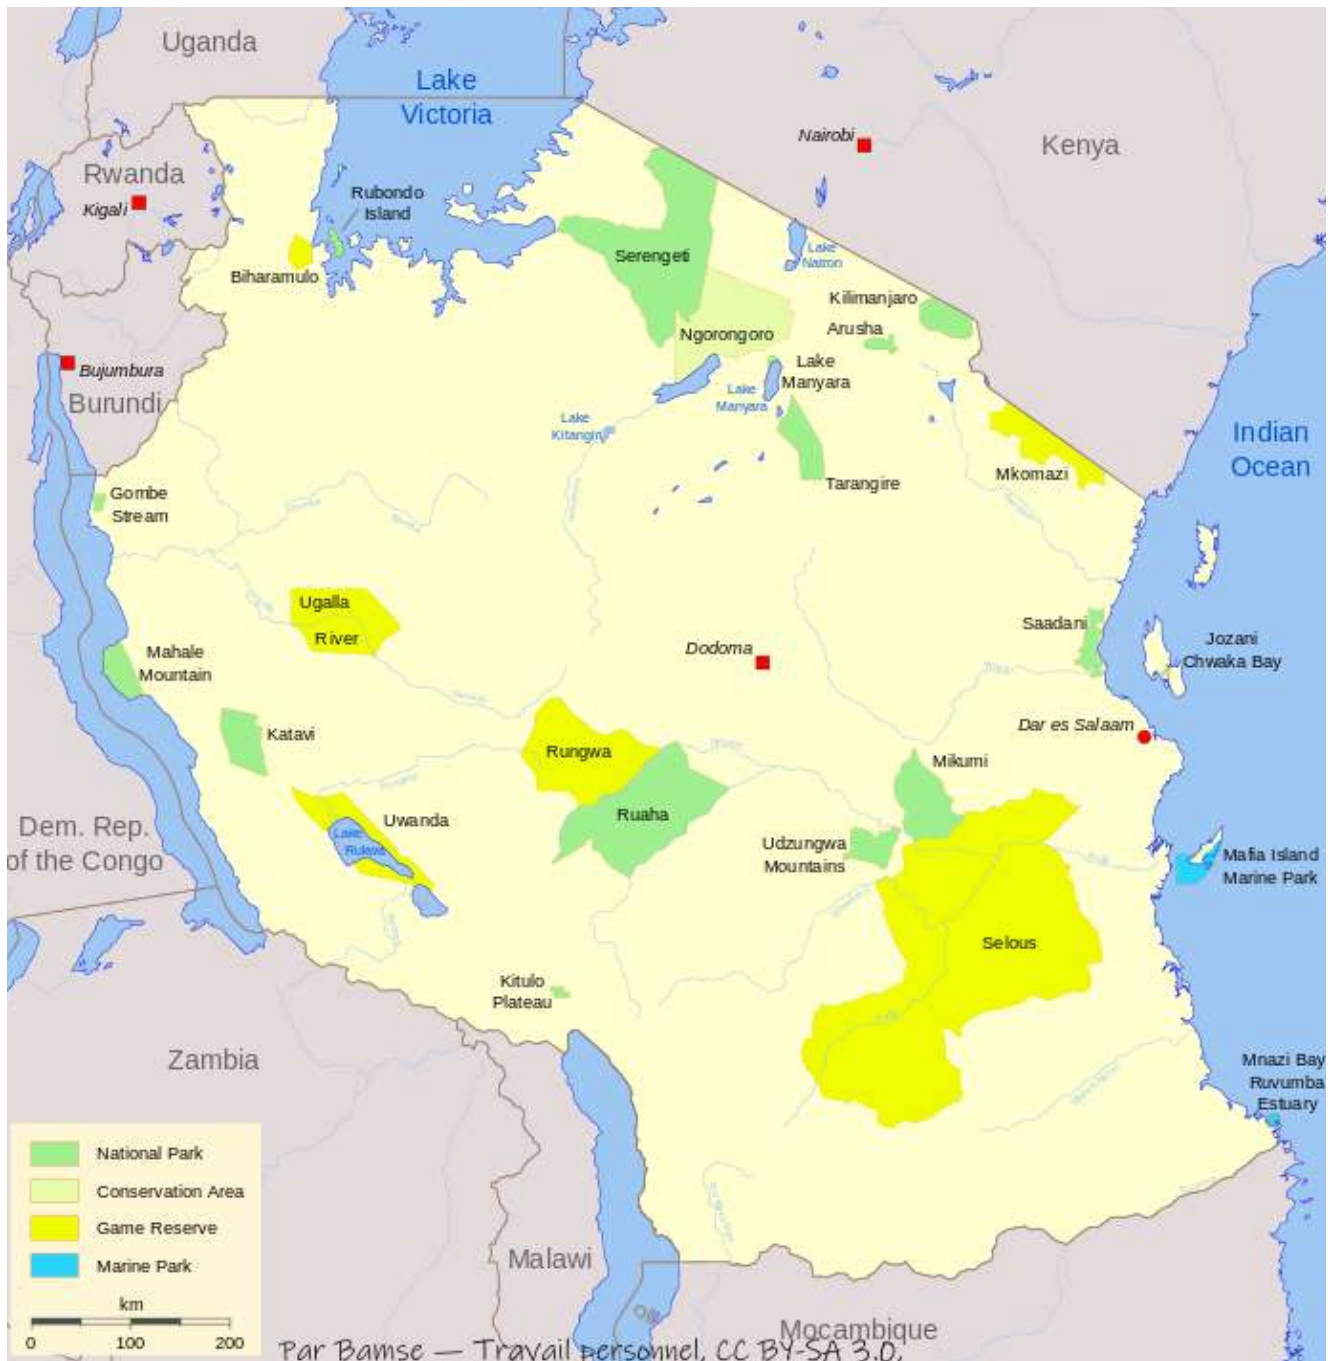 Uganda
Lake
Victoria
Nairobi
Kenya
Rwanda
Kigali
Rubondo
Island
Serengeti
Lake
Natron
Biharamulo
Kilimanjaro
Arusha
Ngorongoro
Lake
Manyara
Lake
Manyara
Bujumbura
Burundi
Lake
Kitangiri
Indian
Ocean
Mkomazi
Tarangire
Gombe
Stream
Ugalla
River
Saadani
Jozani
Chwaka Bay
Mahale
Mountain
Dodoma
Dar es Salaam
Katavi
Rungwa
Mikumi
Uwanda
Lake
Rukwa
Ruaha
Udzungwa
Mountains
Dem. Rep.
of the Congo
Mafia Island
Marine Park
Selous
Kitulo
Plateau
Zambia
Mnazi Bay
Ruvumba
Estuary
National Park
Conservation Area
Game Reserve
Marine Park
km
0 100 200
Malawi
Mocambique
Par Bamse — Travail personnel, CC BY-SA 3.0,